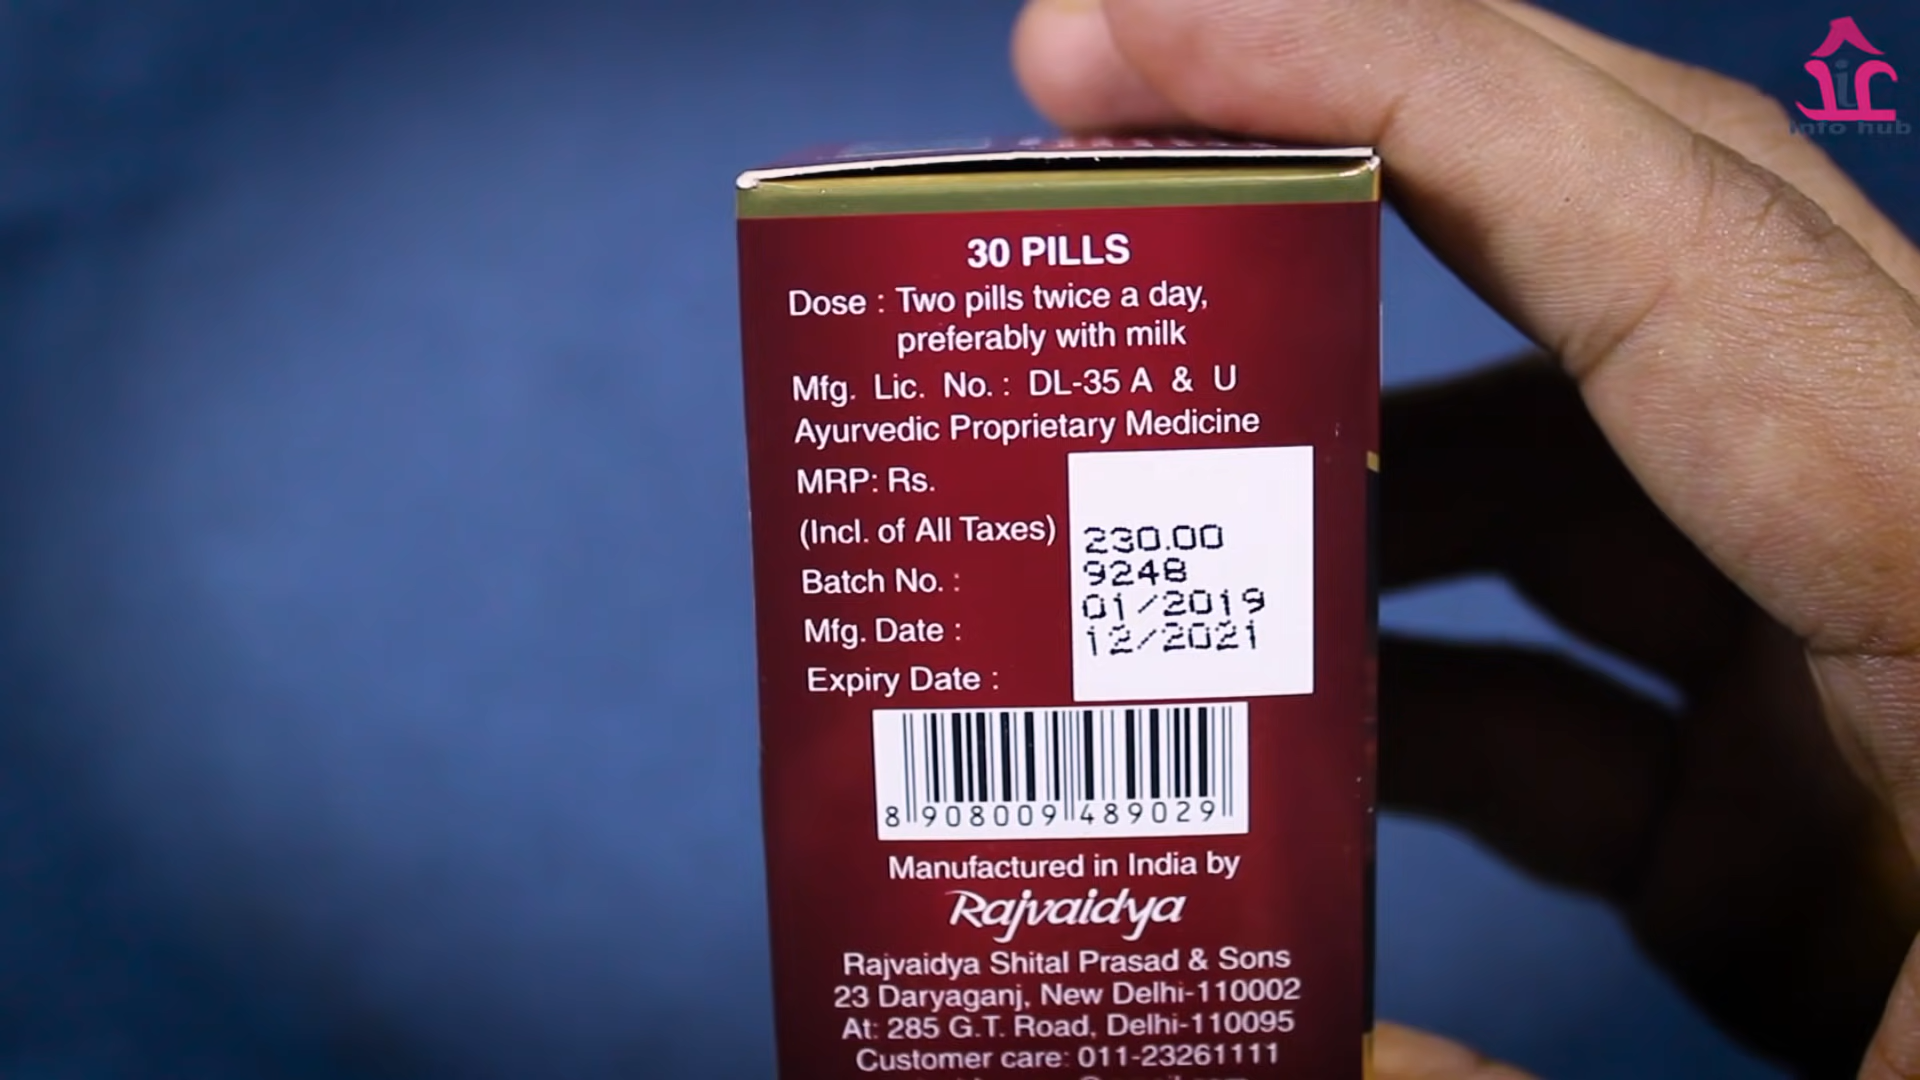 info hub
30 PILLS
Dose : Two pills twice a day,
preferably with milk
Mfg. Lic. No. : DL-35 A & U
Ayurvedic Proprietary Medicine
MRP: Rs.
(Incl. of All Taxes) 230.00
Batch No. : 9248
Mfg. Date : 01/2019
Expiry Date : 12/2021
8 908009 489029
Manufactured in India by
Rajvaidya
Rajvaidya Shital Prasad & Sons
23 Daryaganj, New Delhi-110002
At: 285 G.T. Road, Delhi-110095
Customer care: 011-23261111